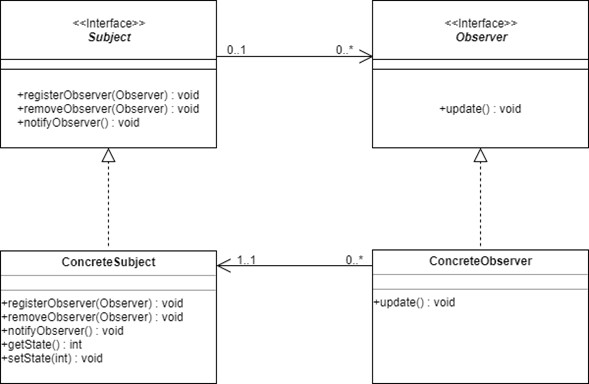 <<Interface>>
Subject
+registerObserver(Observer) : void
+removeObserver(Observer) : void
+notifyObserver() : void
0..1
0..*
<<Interface>>
Observer
+update() : void
ConcreteSubject
+registerObserver(Observer) : void
+removeObserver(Observer) : void
+notifyObserver() : void
+getState() : int
+setState(int) : void
1..1
0..*
ConcreteObserver
+update() : void